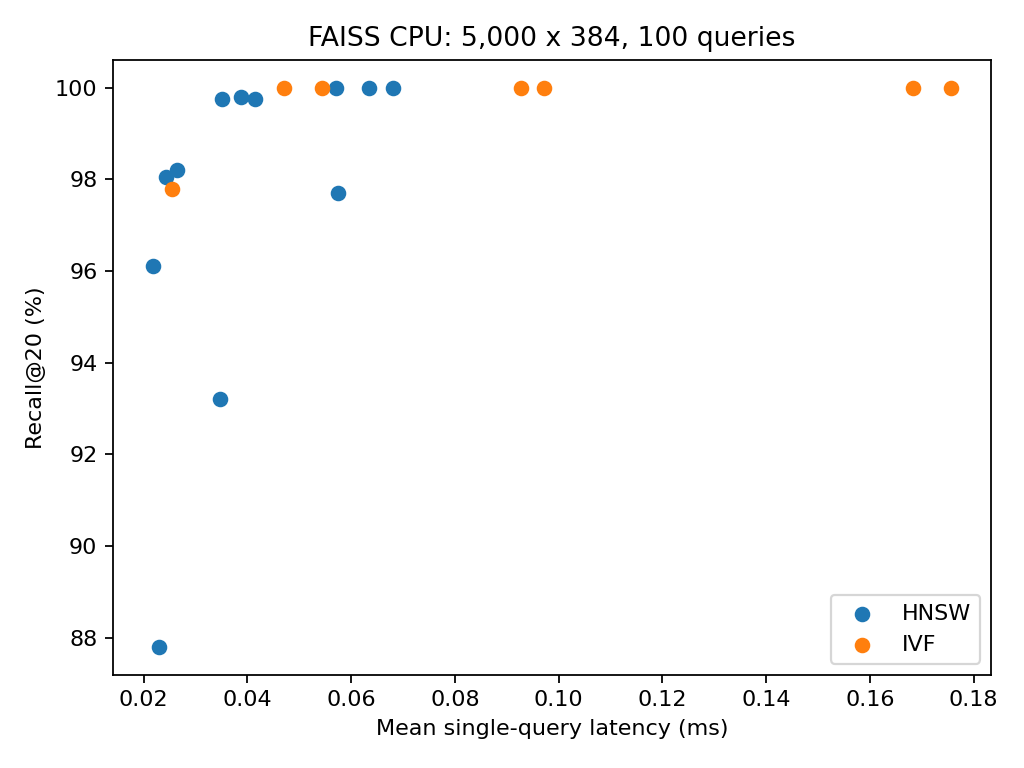 FAISS CPU: 5,000 x 384, 100 queries
100
98
96
94
92
90
88
Recall@20 (%)
0.02 0.04 0.06 0.08 0.10 0.12 0.14 0.16 0.18
Mean single-query latency (ms)
HNSW
IVF